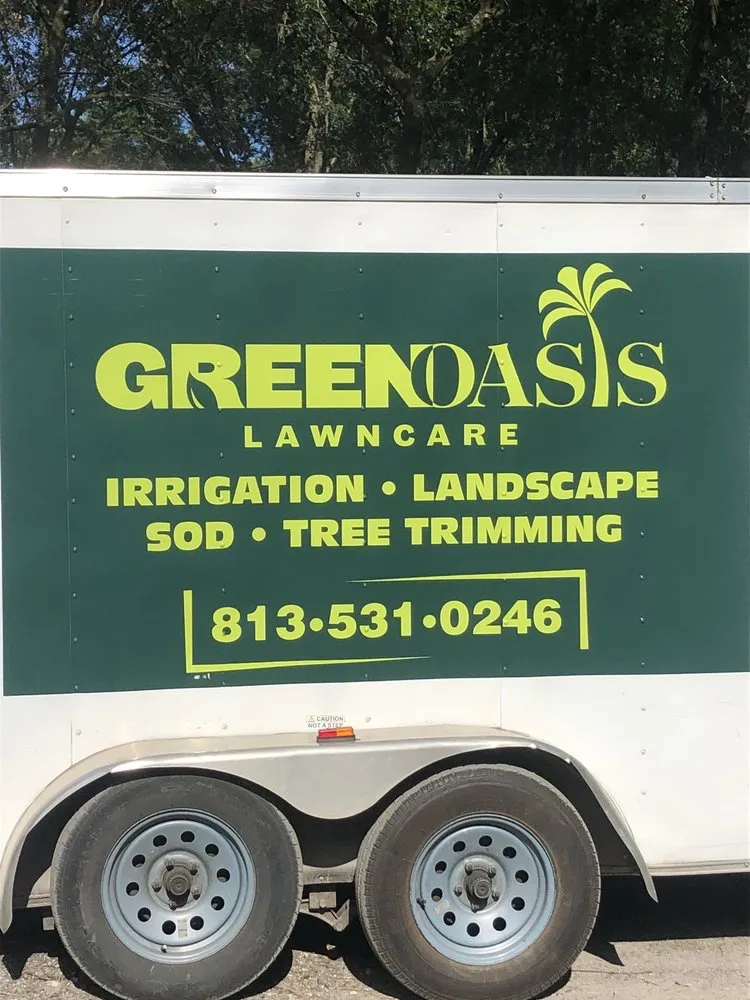 GREENOASIS
LAWNCARE
IRRIGATION • LANDSCAPE
SOD • TREE TRIMMING
813•531•0246
⚠ CAUTION
NOT A STEP